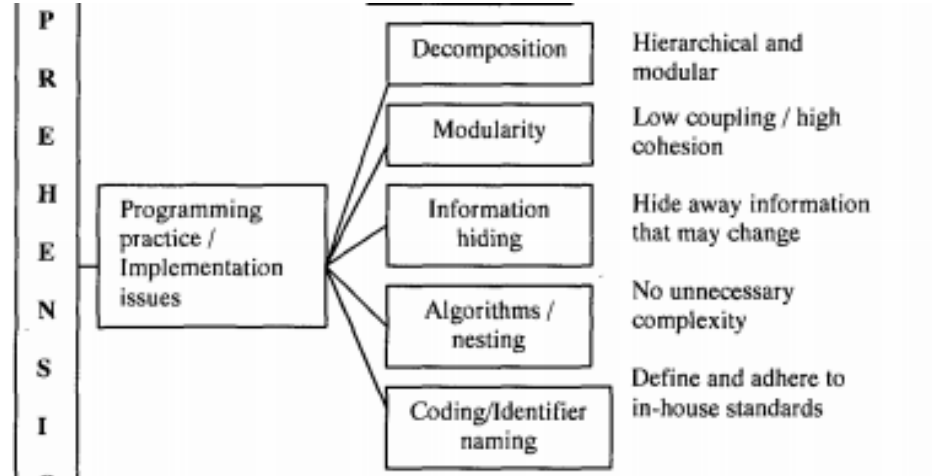 P
R
E
H
E
N
S
I
Programming
practice /
Implementation
issues
Decomposition
Hierarchical and
modular
Modularity
Low coupling / high
cohesion
Information
hiding
Hide away information
that may change
Algorithms /
nesting
No unnecessary
complexity
Coding/Identifier
naming
Define and adhere to
in-house standards